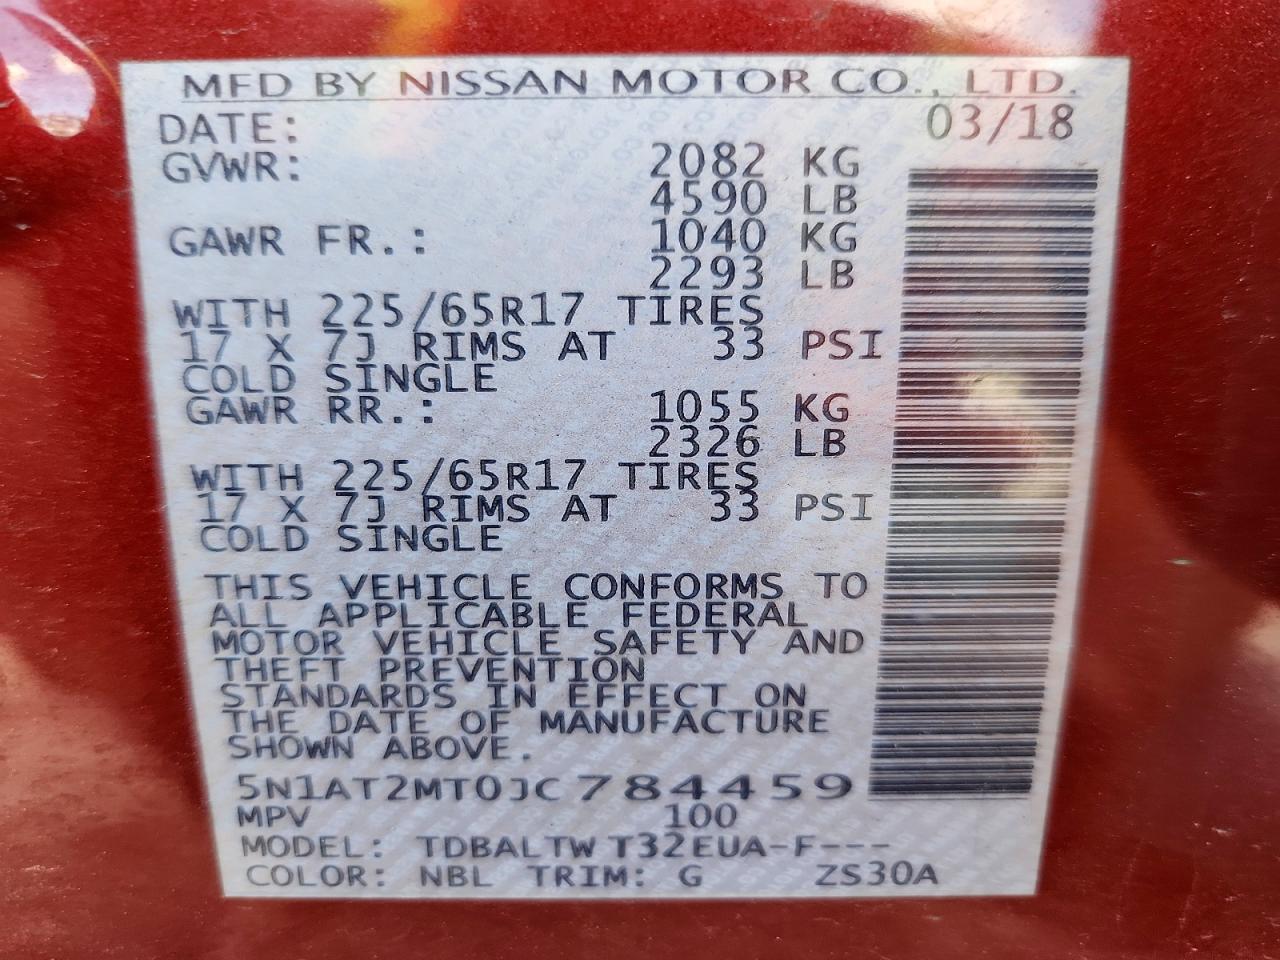 MFD BY NISSAN MOTOR CO., LTD.
DATE: 03/18
GVWR: 2082 KG
4590 LB
GAWR FR.: 1040 KG
2293 LB
WITH 225/65R17 TIRES
17 X 7J RIMS AT 33 PSI
COLD SINGLE
GAWR RR.: 1055 KG
2326 LB
WITH 225/65R17 TIRES
17 X 7J RIMS AT 33 PSI
COLD SINGLE
THIS VEHICLE CONFORMS TO
ALL APPLICABLE FEDERAL
MOTOR VEHICLE SAFETY AND
THEFT PREVENTION
STANDARDS IN EFFECT ON
THE DATE OF MANUFACTURE
SHOWN ABOVE.
5N1AT2MT0JC784459
MPV 100
MODEL: TDBALTW T32EUA-F---
COLOR: NBL TRIM: G ZS30A